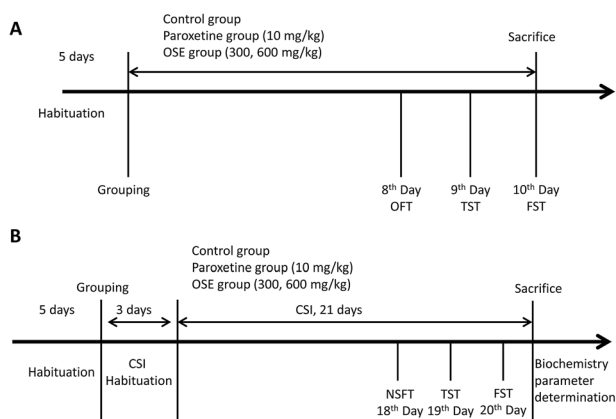 A
Control group
Paroxetine group (10 mg/kg)
OSE group (300, 600 mg/kg)
Sacrifice
5 days
Habituation
Grouping
8th Day
OFT
9th Day
TST
10th Day
FST
B
Control group
Paroxetine group (10 mg/kg)
OSE group (300, 600 mg/kg)
Grouping
Sacrifice
5 days
3 days
CSI, 21 days
Habituation
CSI
Habituation
NSFT
18th Day
TST
19th Day
FST
20th Day
Biochemistry
parameter
determination